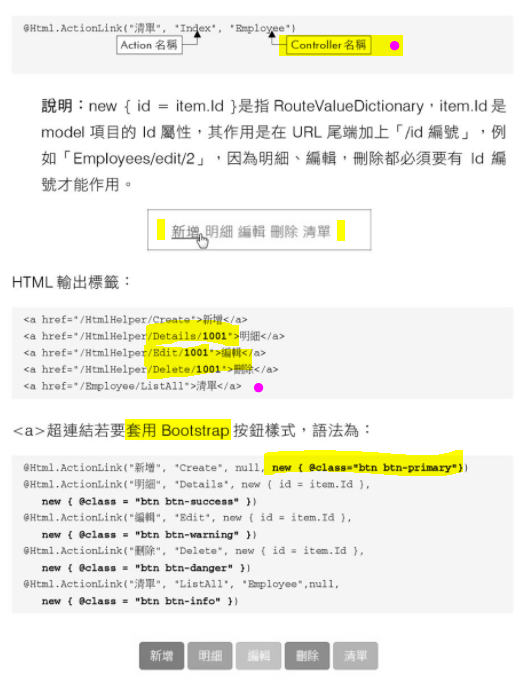 @Html.ActionLink("清單", "Index", "Employee")
Action 名稱 Controller 名稱
說明：new { id = item.Id }是指 RouteValueDictionary，item.Id 是
model 項目的 Id 屬性，其作用是在 URL 尾端加上「/id 編號」，例
如「Employees/edit/2」，因為明細、編輯，刪除都必須要有 Id 編
號才能作用。
新增 明細 編輯 刪除 清單
HTML 輸出標籤：
<a href="/HtmlHelper/Create">新增</a>
<a href="/HtmlHelper/Details/1001">明細</a>
<a href="/HtmlHelper/Edit/1001">編輯</a>
<a href="/HtmlHelper/Delete/1001">刪除</a>
<a href="/Employee/ListAll">清單</a>
<a>超連結若要套用 Bootstrap 按鈕樣式，語法為：
@Html.ActionLink("新增", "Create", null, new { @class="btn btn-primary"})
@Html.ActionLink("明細", "Details", new { id = item.Id },
new { @class = "btn btn-success" })
@Html.ActionLink("編輯", "Edit", new { id = item.Id },
new { @class = "btn btn-warning" })
@Html.ActionLink("刪除", "Delete", new { id = item.Id },
new { @class = "btn btn-danger" })
@Html.ActionLink("清單", "ListAll", "Employee",null,
new { @class = "btn btn-info" })
新增 明細 編輯 刪除 清單